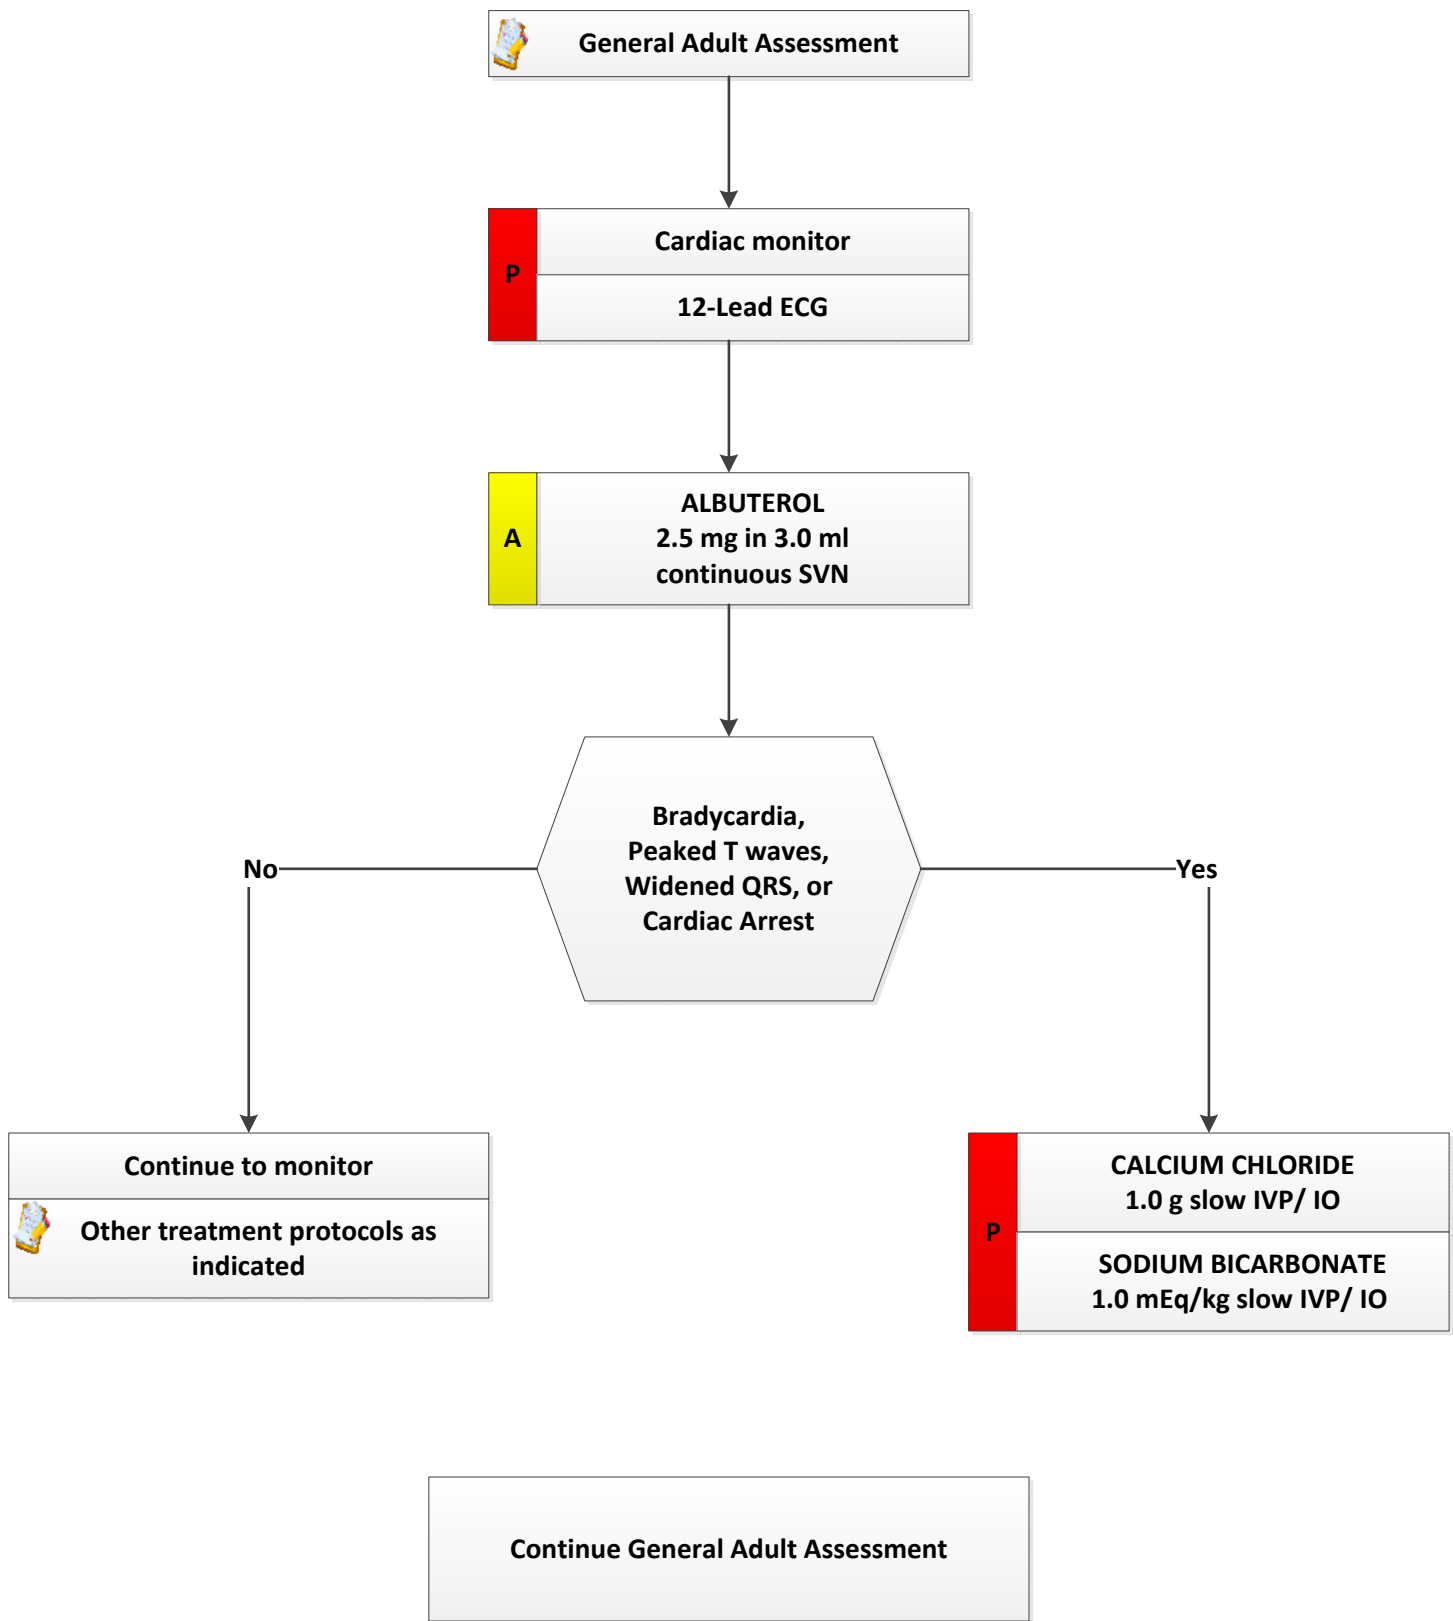 General Adult Assessment
P
Cardiac monitor
12-Lead ECG
A
ALBUTEROL
2.5 mg in 3.0 ml
continuous SVN
Bradycardia,
Peaked T waves,
Widened QRS, or
Cardiac Arrest
No
Yes
Continue to monitor
Other treatment protocols as
indicated
P
CALCIUM CHLORIDE
1.0 g slow IVP/ IO
SODIUM BICARBONATE
1.0 mEq/kg slow IVP/ IO
Continue General Adult Assessment